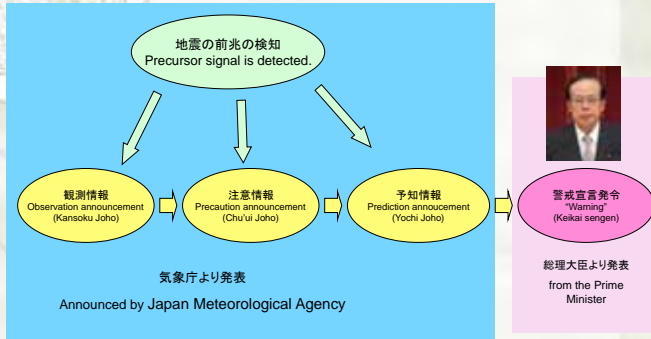 地震の前兆の検知
Precursor signal is detected.
観測情報
Observation announcement
(Kansoku Joho)
注意情報
Precaution announcement
(Chu'ui Joho)
予知情報
Prediction annoucement
(Yochi Joho)
警戒宣言発令
"Warning"
(Keikai sengen)
気象庁より発表
Announced by Japan Meteorological Agency
総理大臣より発表
from the Prime
Minister